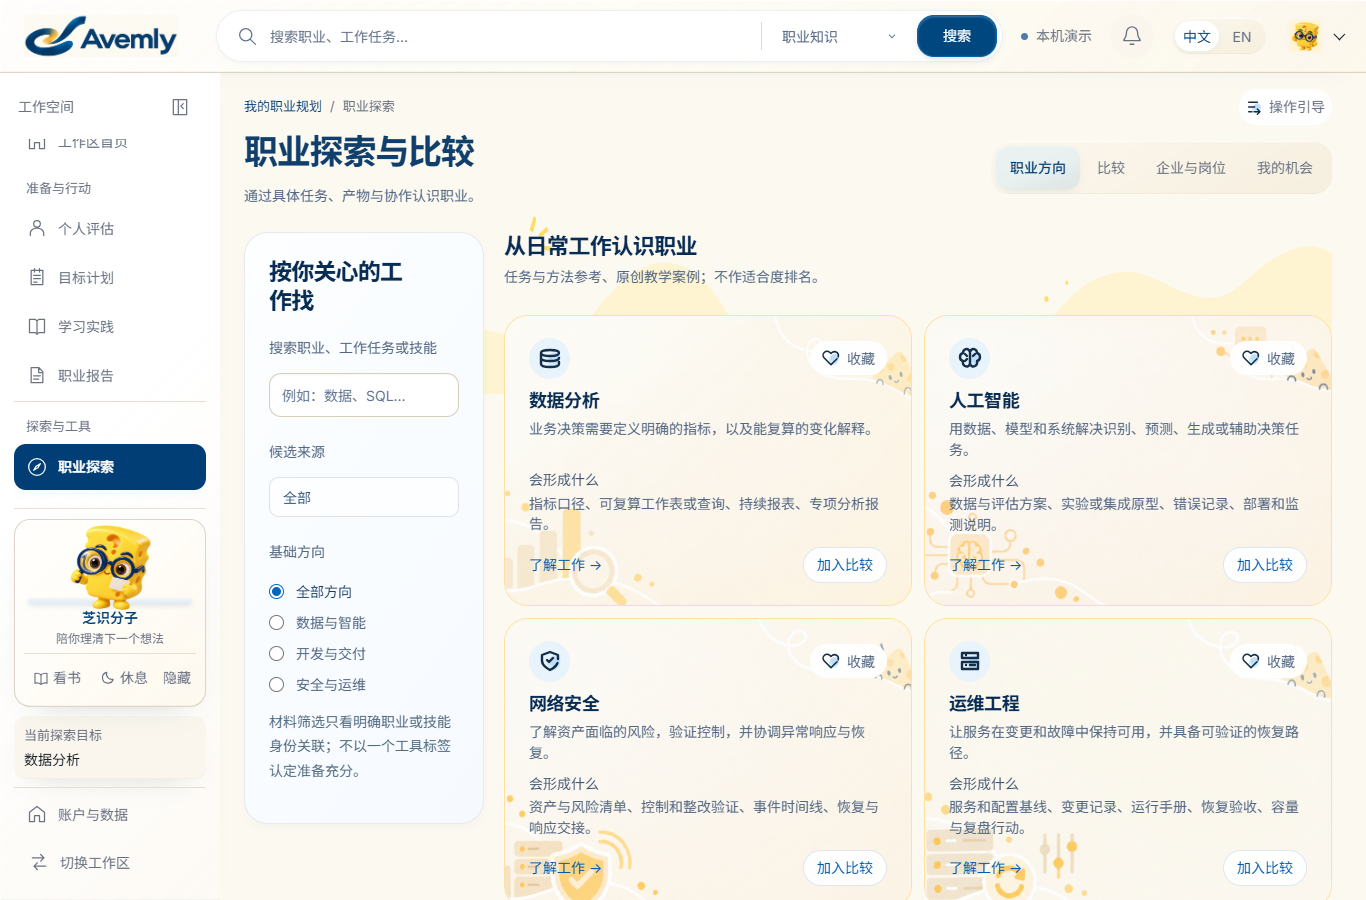 Avemly
搜索职业、工作任务...
职业知识
搜索
本机演示
中文
EN
工作空间
工作区首页
准备与行动
个人评估
目标计划
学习实践
职业报告
探索与工具
职业探索
芝识分子
陪你理清下一个想法
看书
休息
隐藏
当前探索目标
数据分析
账户与数据
切换工作区
我的职业规划 / 职业探索
操作引导
职业探索与比较
通过具体任务、产物与协作认识职业。
职业方向
比较
企业与岗位
我的机会
按你关心的工
作找
搜索职业、工作任务或技能
例如：数据、SQL...
候选来源
全部
基础方向
全部方向
数据与智能
开发与交付
安全与运维
材料筛选只看明确职业或技能
身份关联；不以一个工具标签
认定准备充分。
从日常工作认识职业
任务与方法参考、原创教学案例；不作适合度排名。
收藏
数据分析
业务决策需要定义明确的指标，以及能复算的变化解释。
会形成什么
指标口径、可复算工作表或查询、持续报表、专项分析报
告。
了解工作 →
加入比较
收藏
人工智能
用数据、模型和系统解决识别、预测、生成或辅助决策任
务。
会形成什么
数据与评估方案、实验或集成原型、错误记录、部署和监
测说明。
了解工作 →
加入比较
收藏
网络安全
了解资产面临的风险，验证控制，并协调异常响应与恢
复。
会形成什么
资产与风险清单、控制和整改验证、事件时间线、恢复与
响应交接。
了解工作 →
加入比较
收藏
运维工程
让服务在变更和故障中保持可用，并具备可验证的恢复路
径。
会形成什么
服务和配置基线、变更记录、运行手册、恢复验收、容量
与复盘行动。
了解工作 →
加入比较